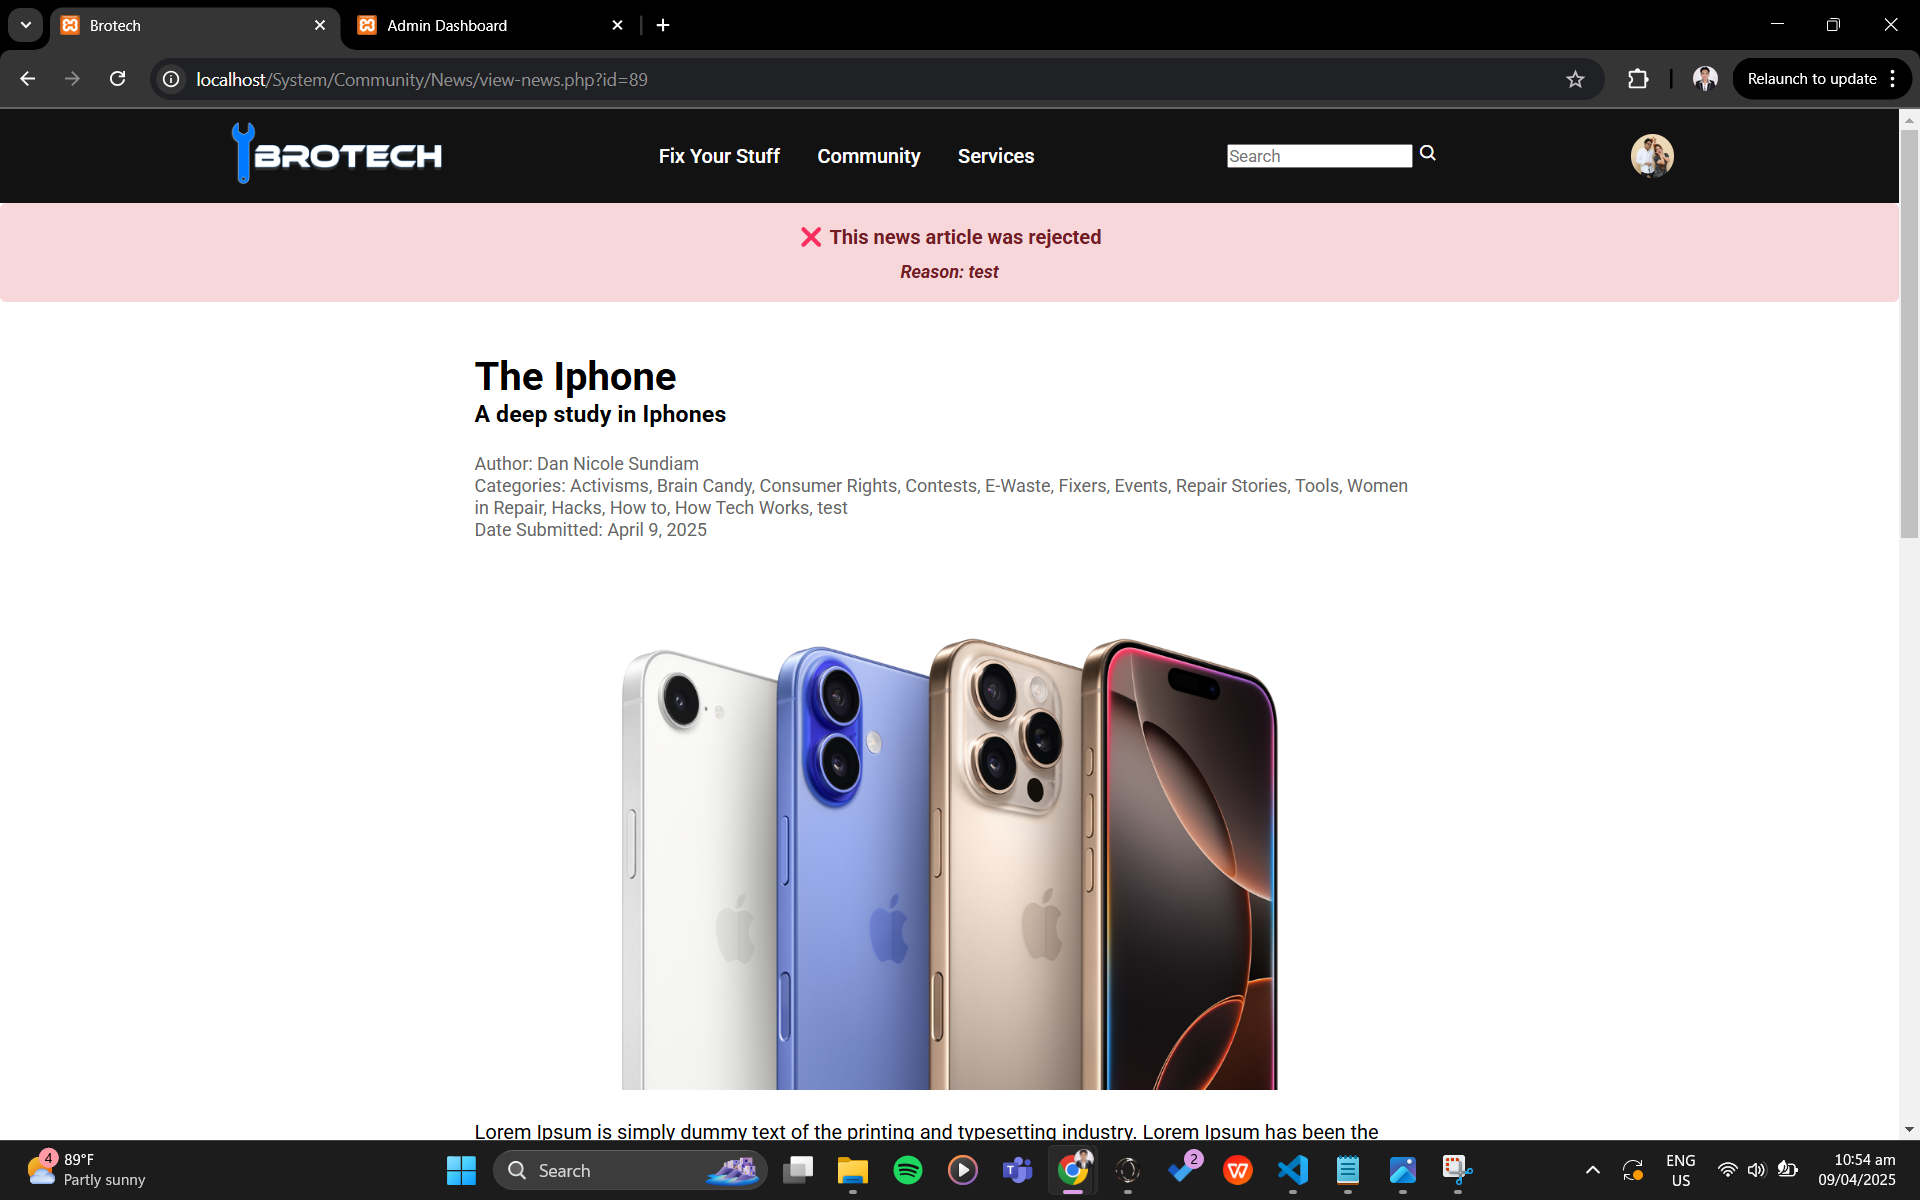 Brotech
Admin Dashboard
localhost/System/Community/News/view-news.php?id=89
Relaunch to update
BROTECH
Fix Your Stuff
Community
Services
Search
This news article was rejected
Reason: test
The Iphone
A deep study in Iphones
Author: Dan Nicole Sundiam
Categories: Activisms, Brain Candy, Consumer Rights, Contests, E-Waste, Fixers, Events, Repair Stories, Tools, Women
in Repair, Hacks, How to, How Tech Works, test
Date Submitted: April 9, 2025
Lorem Ipsum is simply dummy text of the printing and typesetting industry. Lorem Ipsum has been the
4
89°F
Partly sunny
Search
2
ENG
US
10:54 am
09/04/2025